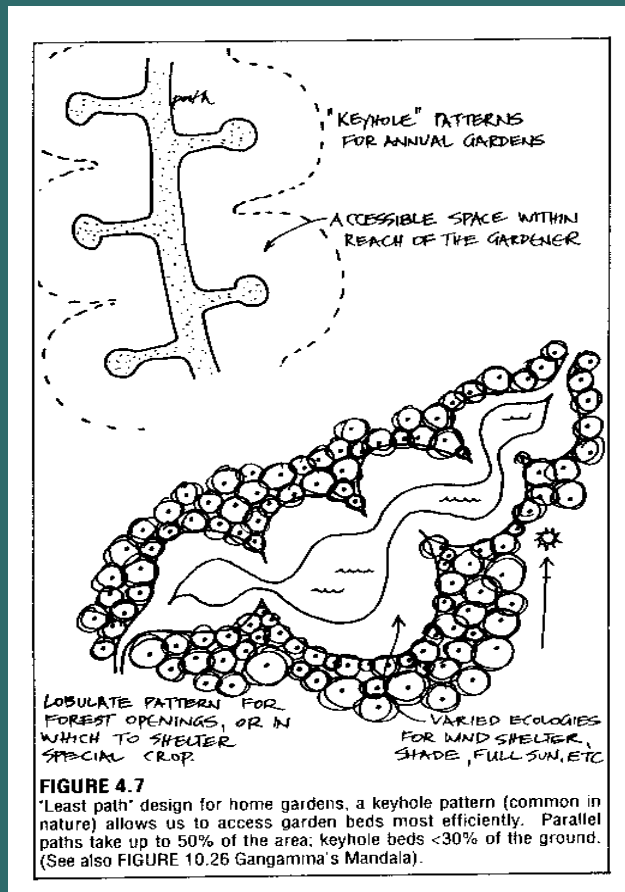 path
"KEYHOLE" PATTERNS
FOR ANNUAL GARDENS
ACCESSIBLE SPACE WITHIN
REACH OF THE GARDENER
LOBULATE PATTERN FOR
FOREST OPENINGS, OR IN
WHICH TO SHELTER
SPECIAL CROP.
VARIED ECOLOGIES
FOR WIND SHELTER,
SHADE, FULL SUN, ETC
FIGURE 4.7
"Least path" design for home gardens, a keyhole pattern (common in
nature) allows us to access garden beds most efficiently. Parallel
paths take up to 50% of the area; keyhole beds <30% of the ground.
(See also FIGURE 10.26 Gangamma's Mandala).